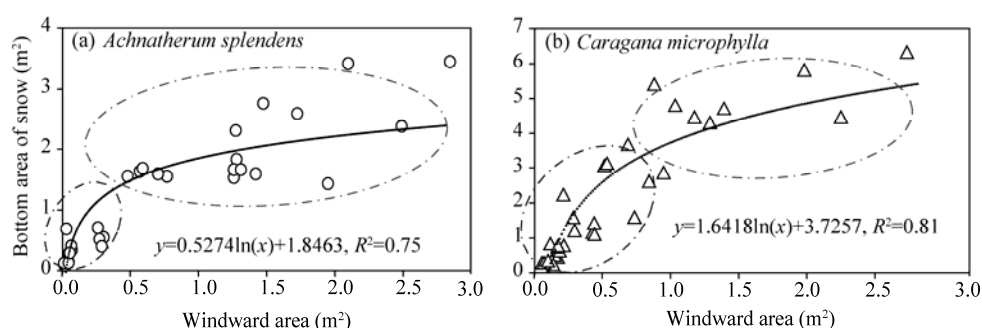 (a) Achnatherum splendens
Bottom area of snow (m²)
4
3
2
1
0
y=0.5274ln(x)+1.8463, R²=0.75
0.0 0.5 1.0 1.5 2.0 2.5 3.0
Windward area (m²)
(b) Caragana microphylla
7
6
5
4
3
2
1
0
y=1.6418ln(x)+3.7257, R²=0.81
0.0 0.5 1.0 1.5 2.0 2.5 3.0
Windward area (m²)